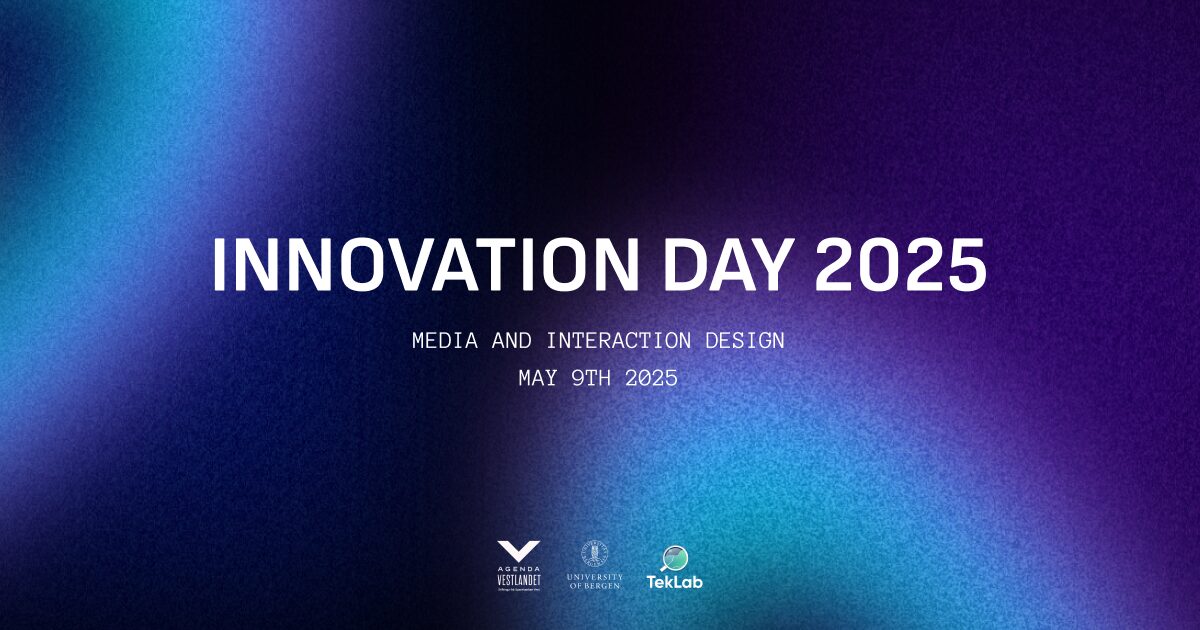 INNOVATION DAY 2025
MEDIA AND INTERACTION DESIGN
MAY 9TH 2025
AGENDA
VESTLANDET
UNIVERSITY
OF BERGEN
TekLab